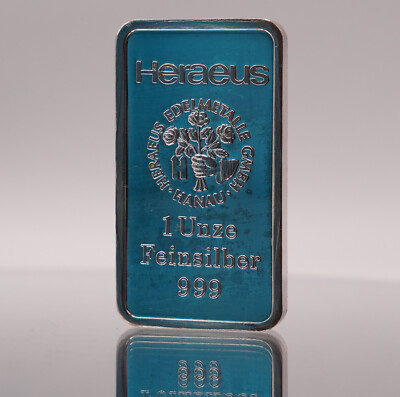 Heraeus
HERAEUS EDELMETALLE GMBH
· HANAU ·
1 Unze
Feinsilber
999